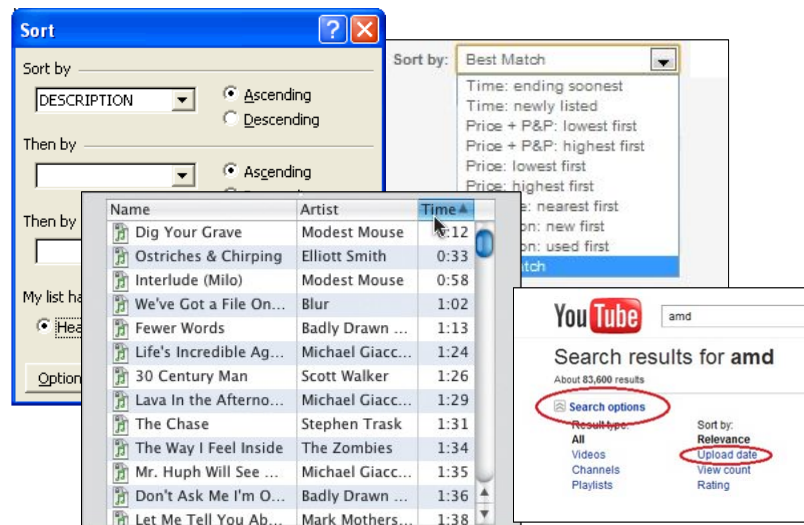 Sort
Sort by
DESCRIPTION
Ascending
Descending
Then by
Ascending
Then by
My list ha
Hea
Option
Sort by: Best Match
Time: ending soonest
Time: newly listed
Price + P&P: lowest first
Price + P&P: highest first
Price: lowest first
Price: highest first
e: nearest first
on: new first
on: used first
tch
Name Artist Time
Dig Your Grave Modest Mouse 0:12
Ostriches & Chirping Elliott Smith 0:33
Interlude (Milo) Modest Mouse 0:58
We've Got a File On... Blur 1:02
Fewer Words Badly Drawn ... 1:13
Life's Incredible Ag... Michael Giacc... 1:24
30 Century Man Scott Walker 1:26
Lava In the Afterno... Michael Giacc... 1:29
The Chase Stephen Trask 1:31
The Way I Feel Inside The Zombies 1:34
Mr. Huph Will See ... Michael Giacc... 1:35
Don't Ask Me I'm O... Badly Drawn ... 1:36
Let Me Tell You Ab... Mark Mothers... 1:38
YouTube amd
Search results for amd
About 83,600 results
Search options
Result type: Sort by:
All Relevance
Videos Upload date
Channels View count
Playlists Rating